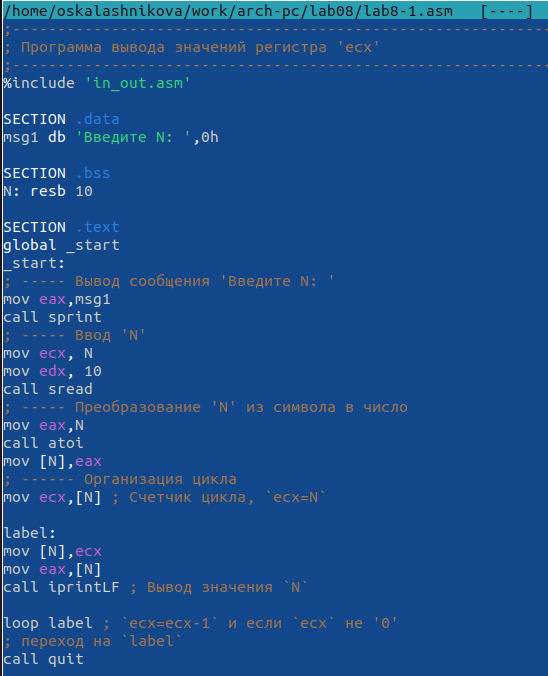 /home/oskalashnikova/work/arch-pc/lab08/lab8-1.asm [----]
;------------------------------------------------------------------
; Программа вывода значений регистра 'ecx'
;------------------------------------------------------------------
%include 'in_out.asm'
SECTION .data
msg1 db 'Введите N: ',0h
SECTION .bss
N: resb 10
SECTION .text
global _start
_start:
; ----- Вывод сообщения 'Введите N: '
mov eax,msg1
call sprint
; ----- Ввод 'N'
mov ecx, N
mov edx, 10
call sread
; ----- Преобразование 'N' из символа в число
mov eax,N
call atoi
mov [N],eax
; ------ Организация цикла
mov ecx,[N] ; Счетчик цикла, `ecx=N`
label:
mov [N],ecx
mov eax,[N]
call iprintLF ; Вывод значения `N`
loop label ; `ecx=ecx-1` и если `ecx` не '0'
; переход на `label`
call quit